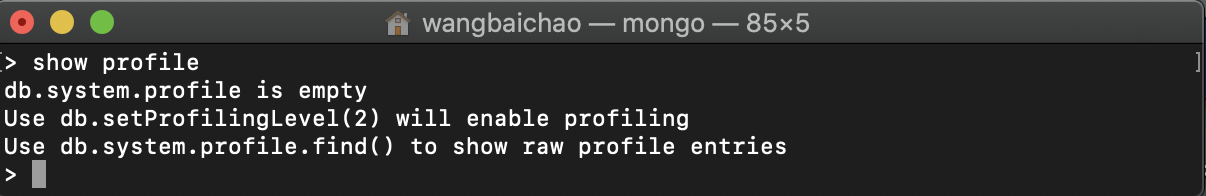 wangbaichao — mongo — 85×5
> show profile
db.system.profile is empty
Use db.setProfilingLevel(2) will enable profiling
Use db.system.profile.find() to show raw profile entries
>